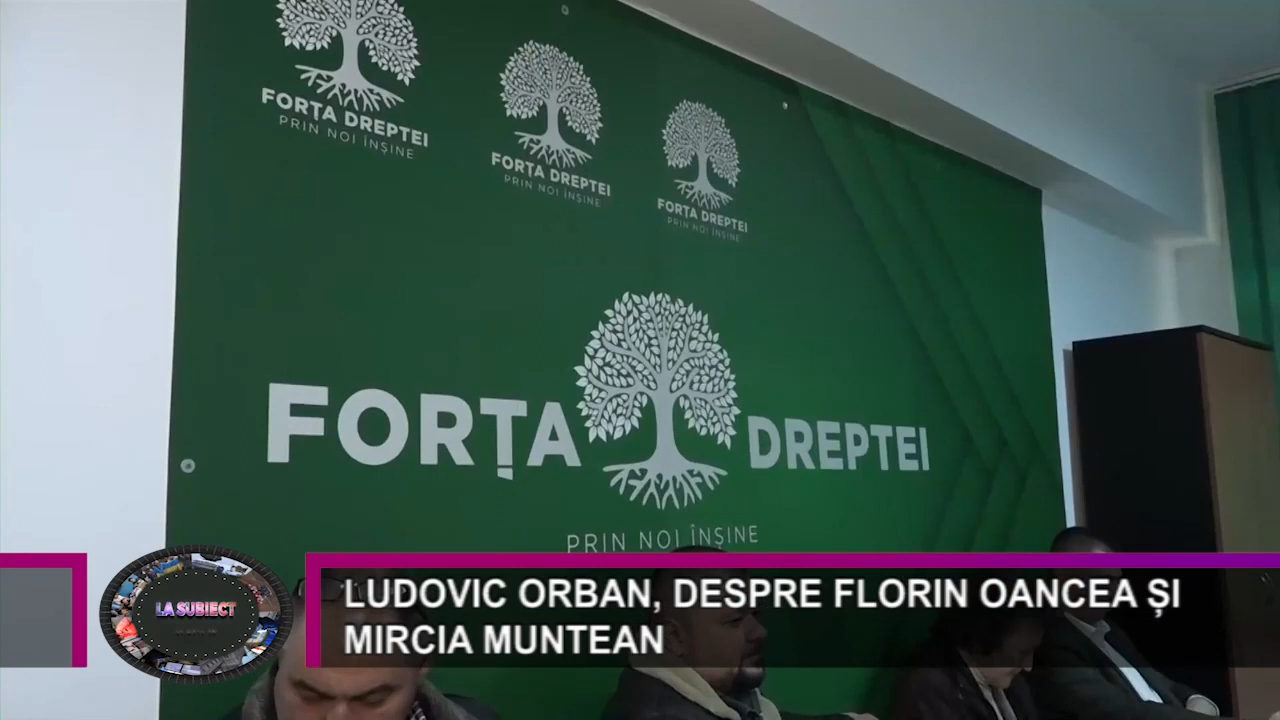 FORȚA DREPTEI
PRIN NOI ÎNȘINE
FORȚA DREPTEI
PRIN NOI ÎNȘINE
FORȚA DREPTEI
PRIN NOI ÎNȘINE
FORȚA DREPTEI
PRIN NOI ÎNȘINE
LA SUBIECT
LUDOVIC ORBAN, DESPRE FLORIN OANCEA ȘI
MIRCIA MUNTEAN